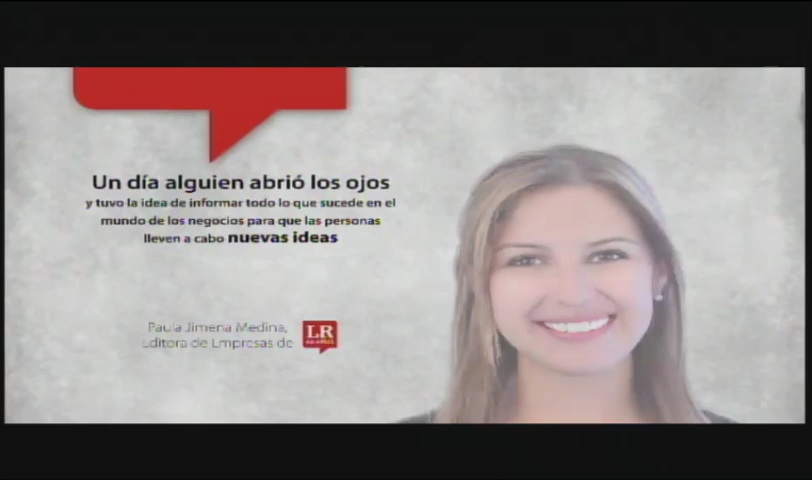 Un día alguien abrió los ojos
y tuvo la idea de informar todo lo que sucede en el
mundo de los negocios para que las personas
lleven a cabo nuevas ideas
Paula Jimena Medina,
Editora de Empresas de
LR